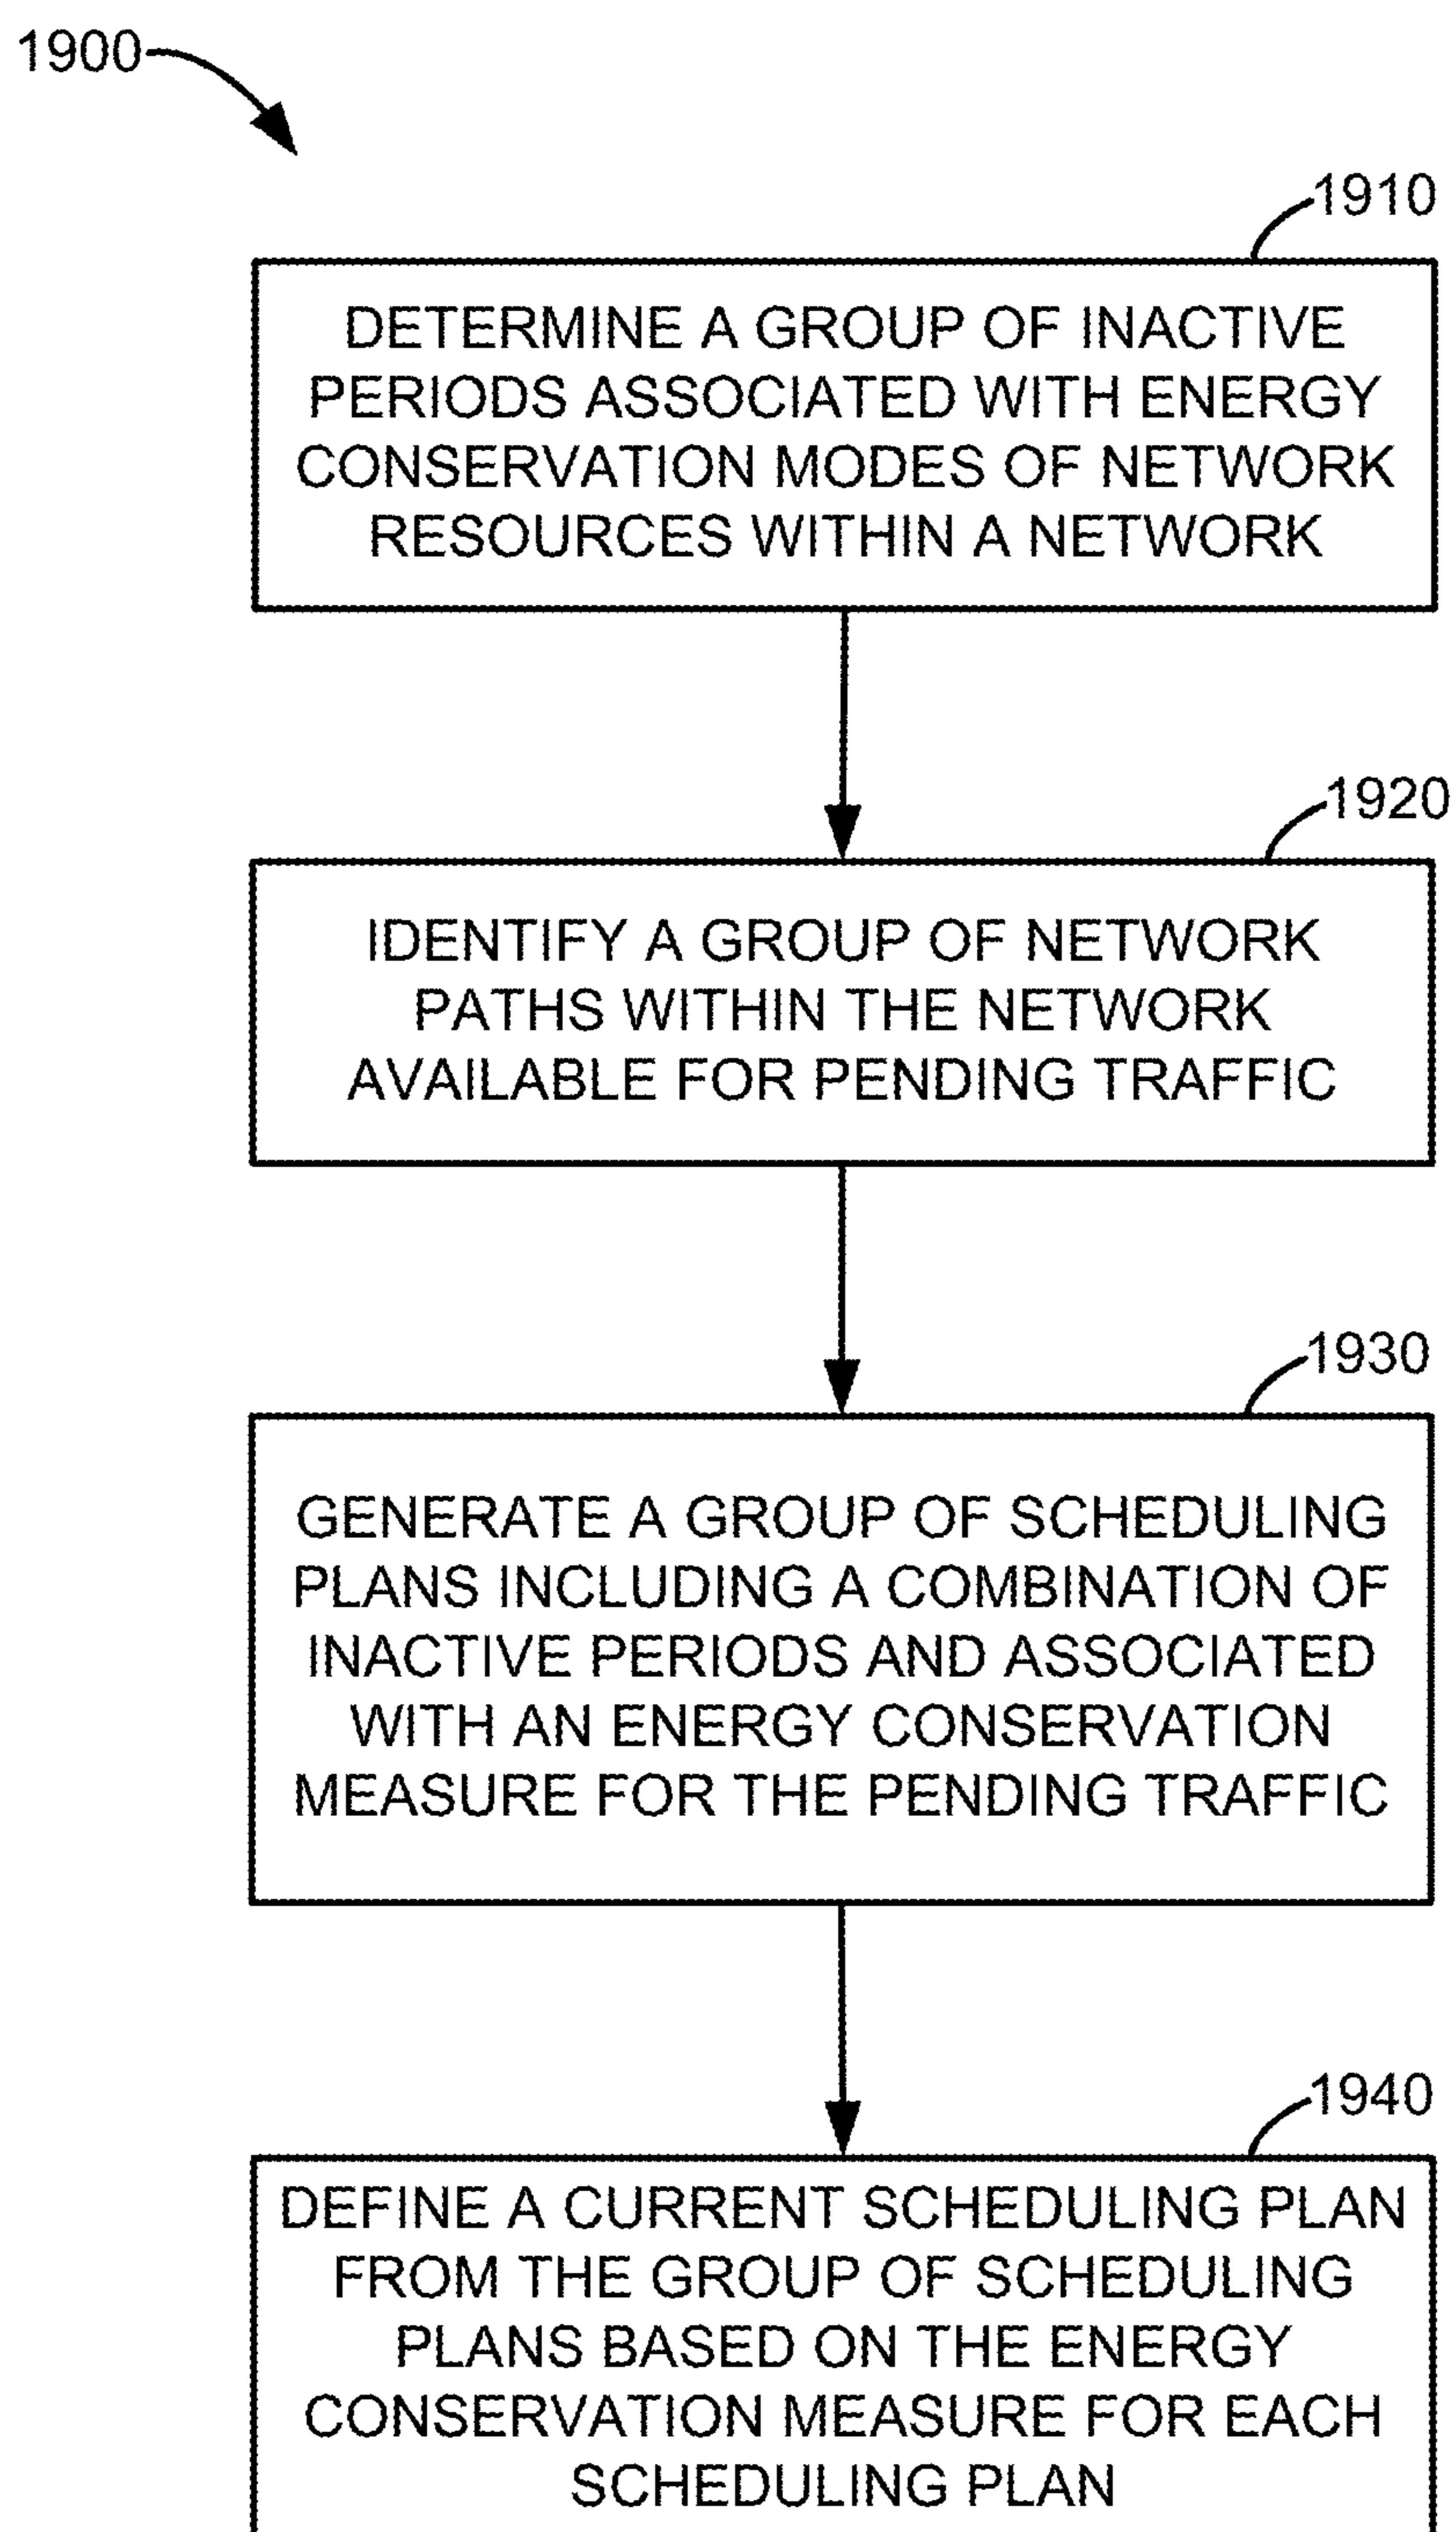 1900
1910
DETERMINE A GROUP OF INACTIVE
PERIODS ASSOCIATED WITH ENERGY
CONSERVATION MODES OF NETWORK
RESOURCES WITHIN A NETWORK
1920
IDENTIFY A GROUP OF NETWORK
PATHS WITHIN THE NETWORK
AVAILABLE FOR PENDING TRAFFIC
1930
GENERATE A GROUP OF SCHEDULING
PLANS INCLUDING A COMBINATION OF
INACTIVE PERIODS AND ASSOCIATED
WITH AN ENERGY CONSERVATION
MEASURE FOR THE PENDING TRAFFIC
1940
DEFINE A CURRENT SCHEDULING PLAN
FROM THE GROUP OF SCHEDULING
PLANS BASED ON THE ENERGY
CONSERVATION MEASURE FOR EACH
SCHEDULING PLAN